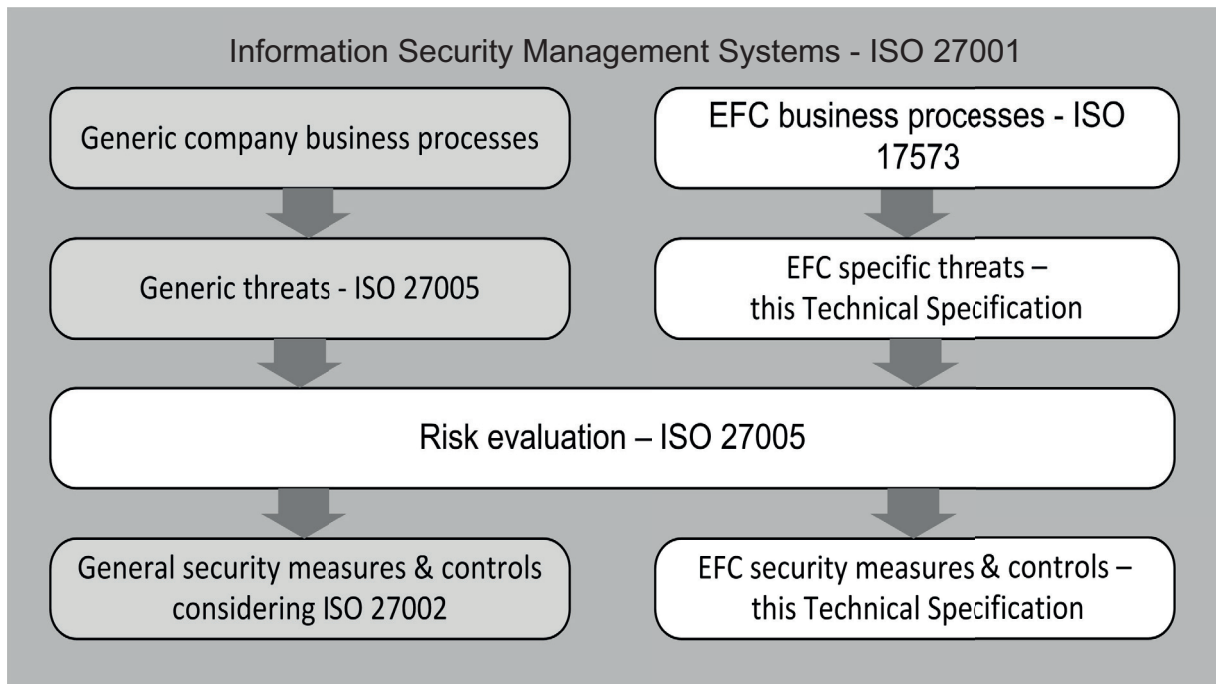 Information Security Management Systems - ISO 27001
Generic company business processes
EFC business processes - ISO
17573
Generic threats - ISO 27005
EFC specific threats –
this Technical Specification
Risk evaluation – ISO 27005
General security measures & controls
considering ISO 27002
EFC security measures & controls –
this Technical Specification